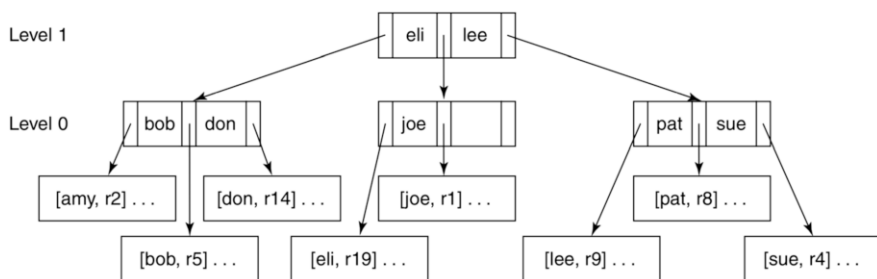 Level 1
eli lee
Level 0
bob don
joe
pat sue
[amy, r2] . . .
[don, r14] . . .
[joe, r1] . . .
[pat, r8] . . .
[bob, r5] . . .
[eli, r19] . . .
[lee, r9] . . .
[sue, r4] . . .